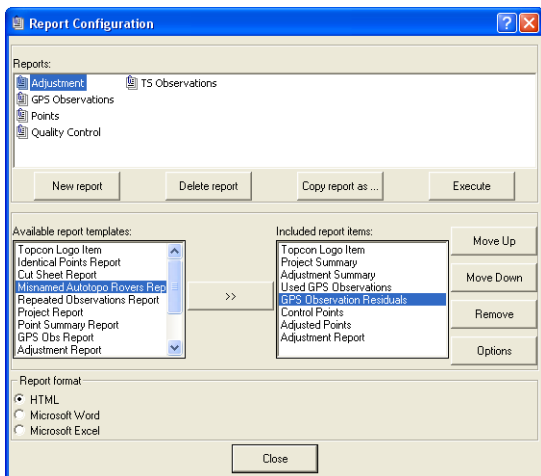 Report Configuration
Reports:
Adjustment
TS Observations
GPS Observations
Points
Quality Control
New report
Delete report
Copy report as ...
Execute
Available report templates:
Topcon Logo Item
Identical Points Report
Cut Sheet Report
Misnamed Autotopo Rovers Rep
Repeated Observations Report
Project Report
Point Summary Report
GPS Obs Report
Adjustment Report
>>
Included report items:
Topcon Logo Item
Project Summary
Adjustment Summary
Used GPS Observations
GPS Observation Residuals
Control Points
Adjusted Points
Adjustment Report
Move Up
Move Down
Remove
Options
Report format
HTML
Microsoft Word
Microsoft Excel
Close